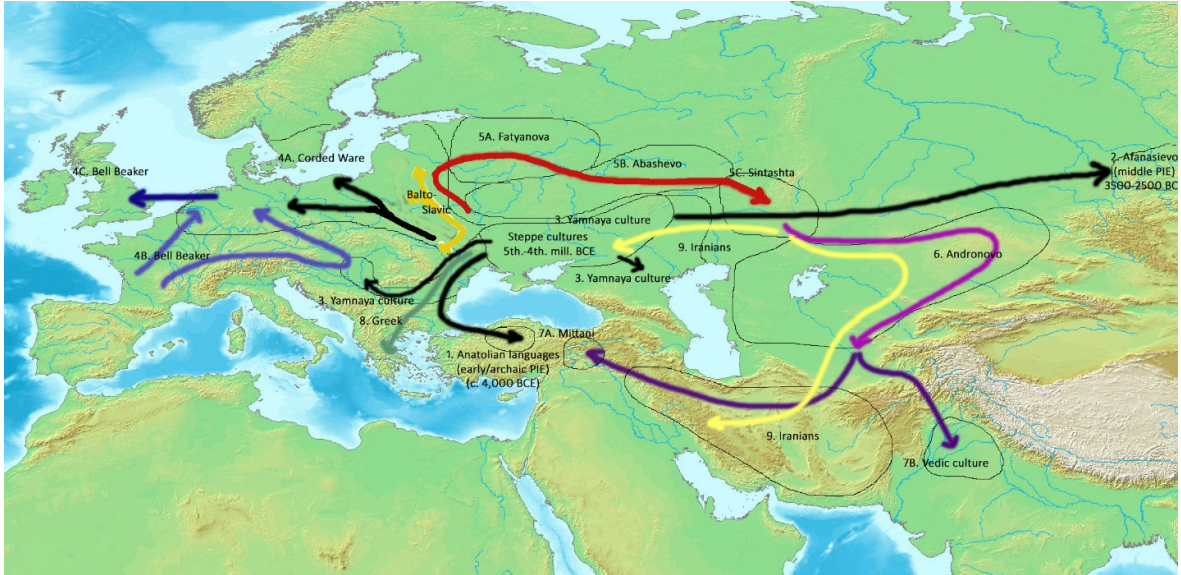 5A. Fatyanova
4A. Corded Ware
5B. Abashevo
2. Afanasievo
(middle PIE)
3500-2500 BC
4C. Bell Beaker
5C. Sintashta
Balto-
Slavic
3. Yamnaya culture
Steppe cultures
5th.-4th. mill. BCE
9. Iranians
6. Andronovo
4B. Bell Beaker
3. Yamnaya culture
3. Yamnaya culture
8. Greek
7A. Mittani
1. Anatolian languages
(early/archaic PIE)
(c. 4,000 BCE)
9. Iranians
7B. Vedic culture